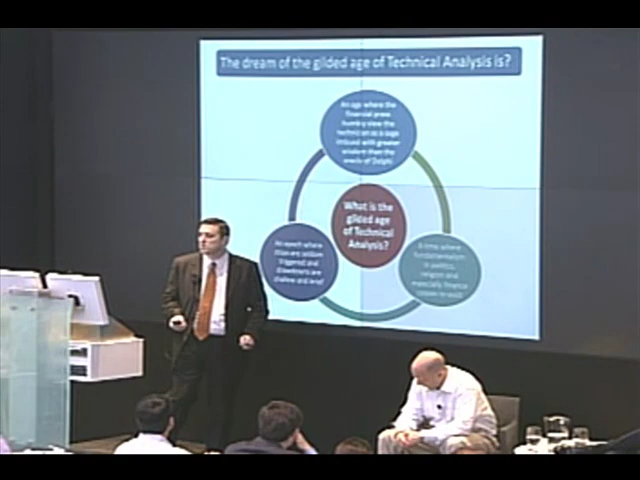 The dream of the gilded age of Technical Analysis is?
An age where the
financial press
humbly view the
technician as a sage
imbued with greater
wisdom than the
oracle of Delphi
What is the
gilded age
of Technical
Analysis?
An epoch where
are seldom
triggered and
drawdowns are
shallow and brief
A time where
fundamentalism
in politics,
religion and
especially finance
ceases to exist